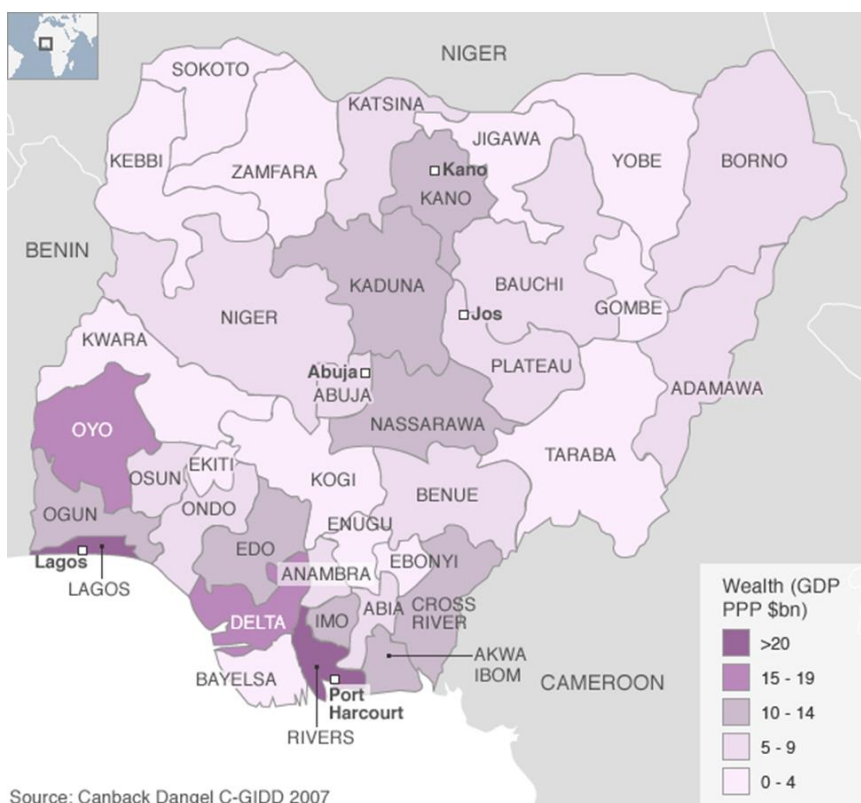 NIGER
SOKOTO
KATSINA
JIGAWA
KEBBI
ZAMFARA
YOBE
BORNO
Kano
KANO
BENIN
KADUNA
BAUCHI
GOMBE
NIGER
Jos
KWARA
PLATEAU
Abuja
ABUJA
ADAMAWA
NASSARAWA
OYO
TARABA
EKITI
OSUN
KOGI
BENUE
OGUN
ONDO
ENUGU
EDO
EBONYI
Lagos
LAGOS
ANAMBRA
DELTA
IMO
ABIA
CROSS
RIVER
AKWA
IBOM
BAYELSA
CAMEROON
Port
Harcourt
RIVERS
Wealth (GDP
PPP $bn)
>20
15 - 19
10 - 14
5 - 9
0 - 4
Source: Canback Dangel C-GIDD 2007